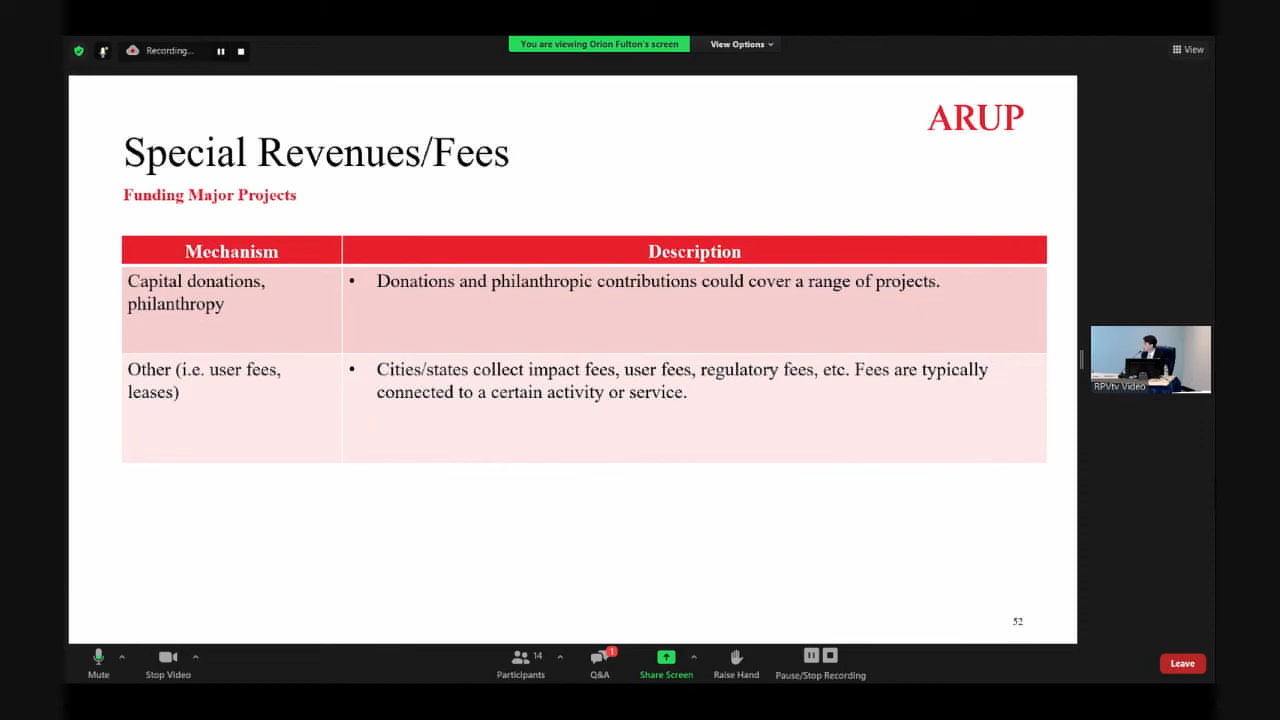 Recording...
You are viewing Orion Fulton's screen
View Options
View
ARUP
Special Revenues/Fees
Funding Major Projects
Mechanism
Description
Capital donations,
philanthropy
• Donations and philanthropic contributions could cover a range of projects.
Other (i.e. user fees,
leases)
• Cities/states collect impact fees, user fees, regulatory fees, etc. Fees are typically
connected to a certain activity or service.
RPVtv Video
52
Mute
Stop Video
14
Participants
1
Q&A
Share Screen
Raise Hand
Pause/Stop Recording
Leave